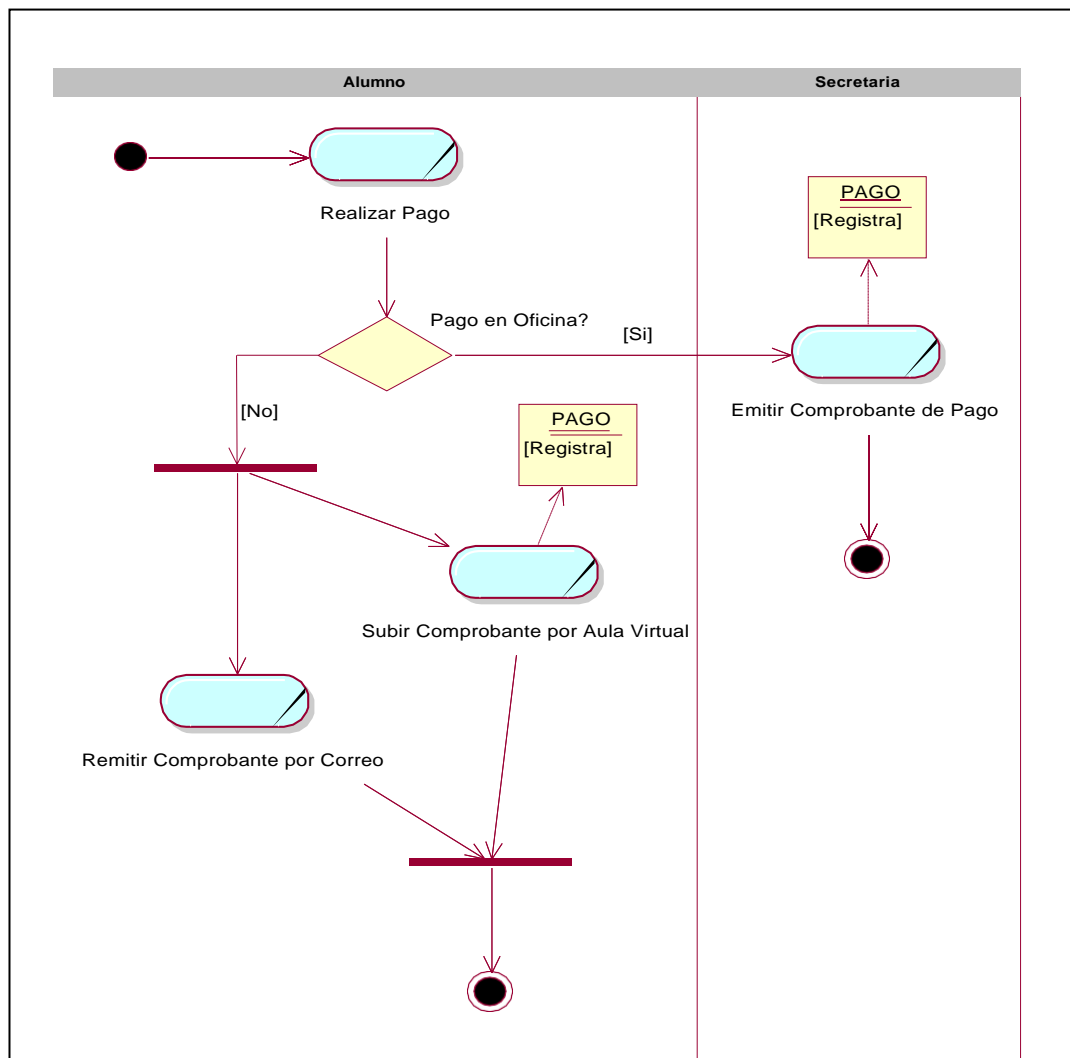 Alumno
Secretaria
Realizar Pago
PAGO
[Registra]
Pago en Oficina?
[Si]
[No]
Emitir Comprobante de Pago
PAGO
[Registra]
Subir Comprobante por Aula Virtual
Remitir Comprobante por Correo